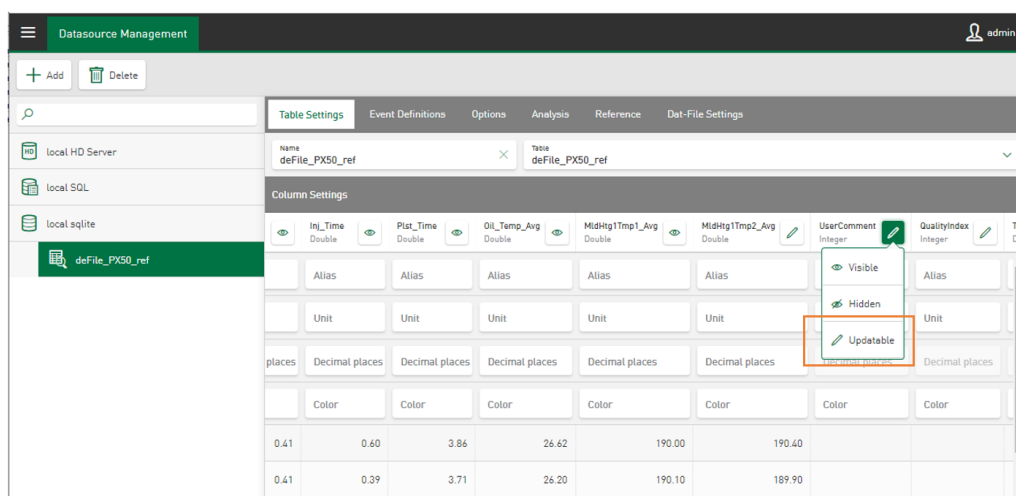 Datasource Management
admin
Add
Delete
Table Settings
Event Definitions
Options
Analysis
Reference
Dat-File Settings
HD
local HD Server
local SQL
local sqlite
deFile_PX50_ref
Name
deFile_PX50_ref
Table
deFile_PX50_ref
Column Settings
Inj_Time
Double
Plst_Time
Double
Oil_Temp_Avg
Double
MldHtg1Tmp1_Avg
Double
MldHtg1Tmp2_Avg
Double
UserComment
Integer
QualityIndex
Integer
Visible
Hidden
Updatable
Alias
Alias
Alias
Alias
Alias
Alias
Unit
Unit
Unit
Unit
Unit
Unit
places
Decimal places
Decimal places
Decimal places
Decimal places
Decimal places
Decimal places
Decimal places
Color
Color
Color
Color
Color
Color
Color
0.41 0.60 3.86 26.62 190.00 190.40
0.41 0.39 3.71 26.20 190.10 189.90